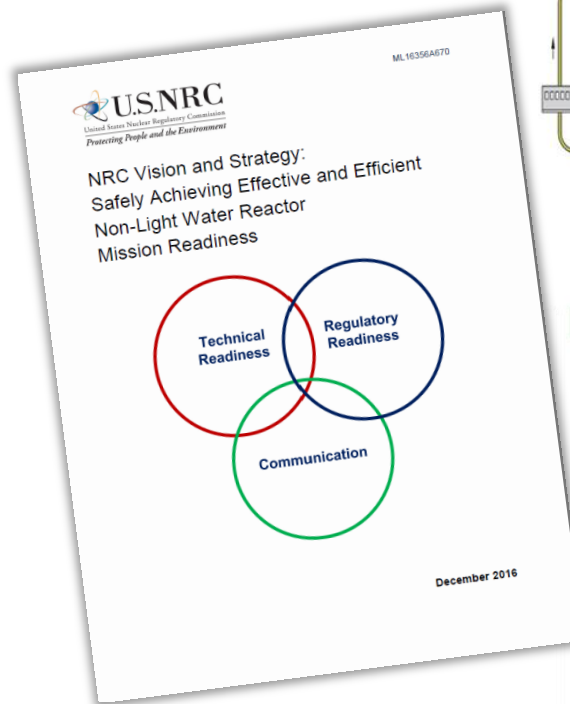 ML16356A670
U.S.NRC
United States Nuclear Regulatory Commission
Protecting People and the Environment
NRC Vision and Strategy:
Safely Achieving Effective and Efficient
Non-Light Water Reactor
Mission Readiness
Technical
Readiness
Regulatory
Readiness
Communication
December 2016